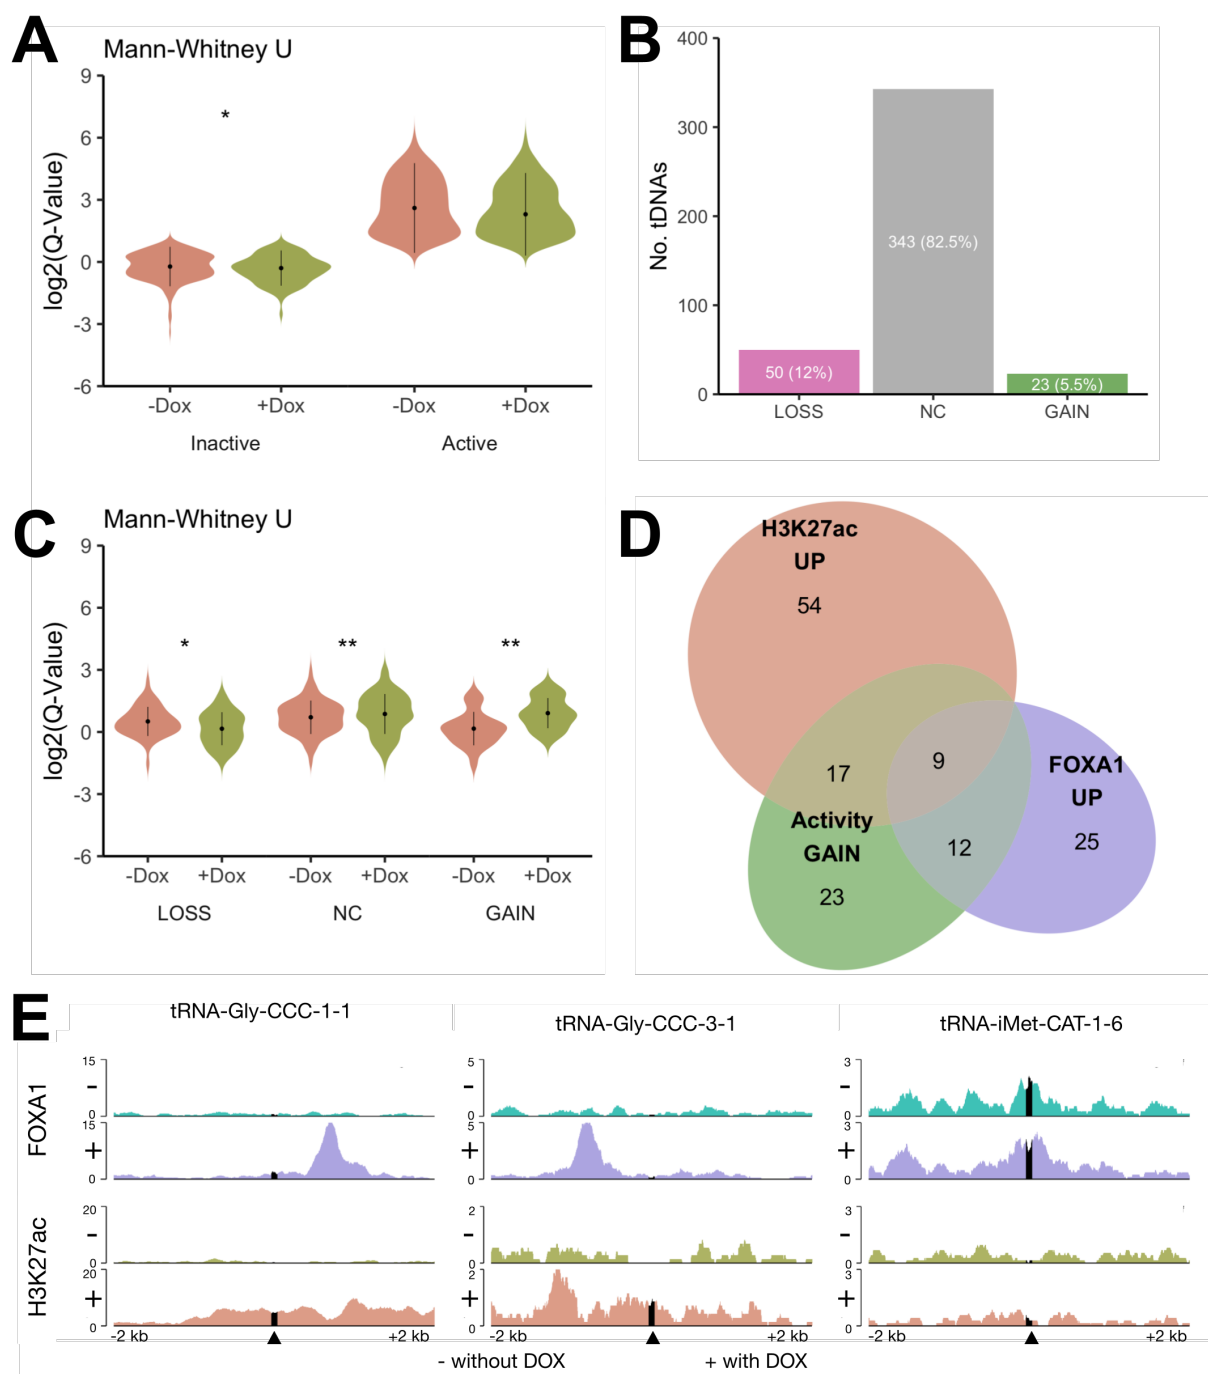 A
Mann-Whitney U
log2(Q-Value)
9
6
3
0
-3
-6
*
-Dox +Dox -Dox +Dox
Inactive Active
B
No. tDNAs
400
300
200
100
0
50 (12%)
343 (82.5%)
23 (5.5%)
LOSS NC GAIN
C
Mann-Whitney U
log2(Q-Value)
9
6
3
0
-3
-6
* ** **
-Dox +Dox -Dox +Dox -Dox +Dox
LOSS NC GAIN
D
H3K27ac
UP
54
17
9
FOXA1
UP
25
Activity
GAIN
23
12
E
tRNA-Gly-CCC-1-1 tRNA-Gly-CCC-3-1 tRNA-iMet-CAT-1-6
FOXA1
15 5 3
- - -
0 0 0
15 5 3
+ + +
0 0 0
H3K27ac
20 2 3
- - -
0 0 0
20 2 3
+ + +
0 0 0
-2 kb +2 kb -2 kb +2 kb -2 kb +2 kb
- without DOX + with DOX